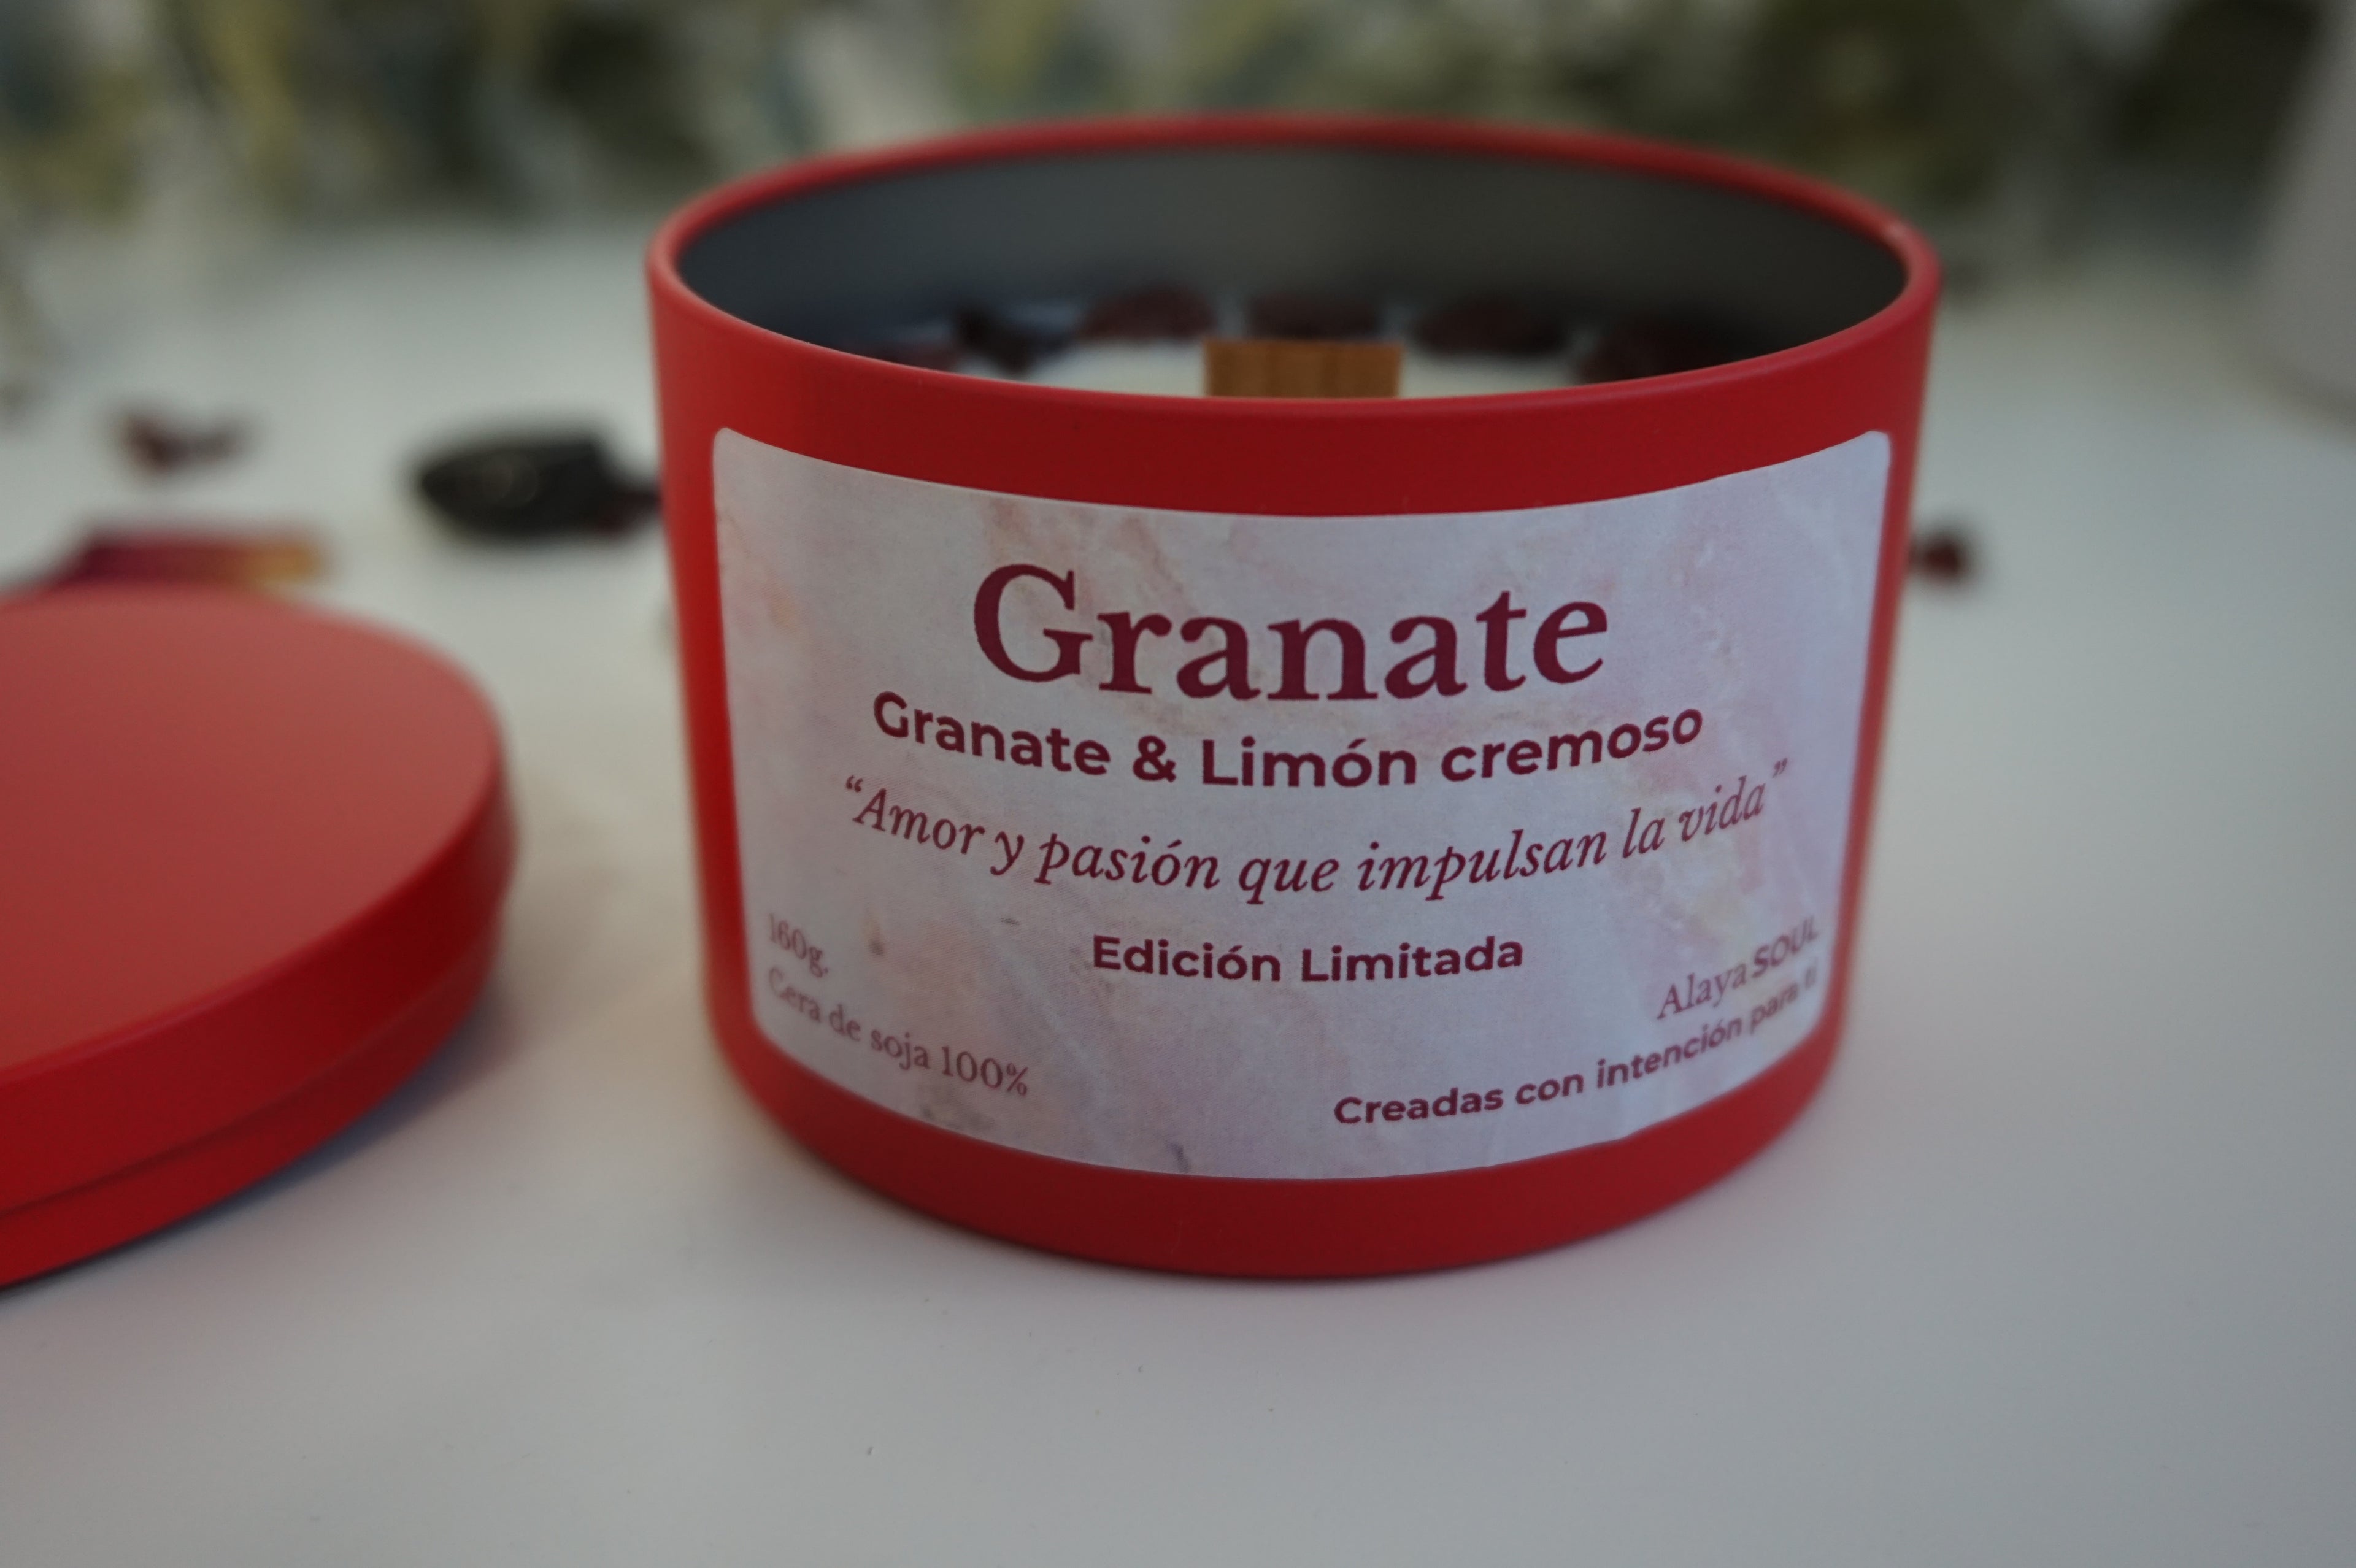 Granate
Granate & Limón cremoso
“Amor y pasión que impulsan la vida”
Edición Limitada
160g.
Cera de soja 100%
Alaya SOUL
Creadas con intención para ti